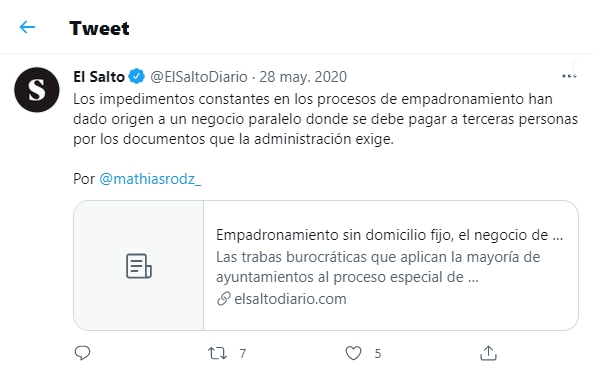 Tweet
El Salto @ElSaltoDiario · 28 may. 2020
S
Los impedimentos constantes en los procesos de empadronamiento han
dado origen a un negocio paralelo donde se debe pagar a terceras personas
por los documentos que la administración exige.
Por @mathiasrodz_
Empadronamiento sin domicilio fijo, el negocio de ...
Las trabas burocráticas que aplican la mayoría de
ayuntamientos al proceso especial de ...
elsaltodiario.com
7 5